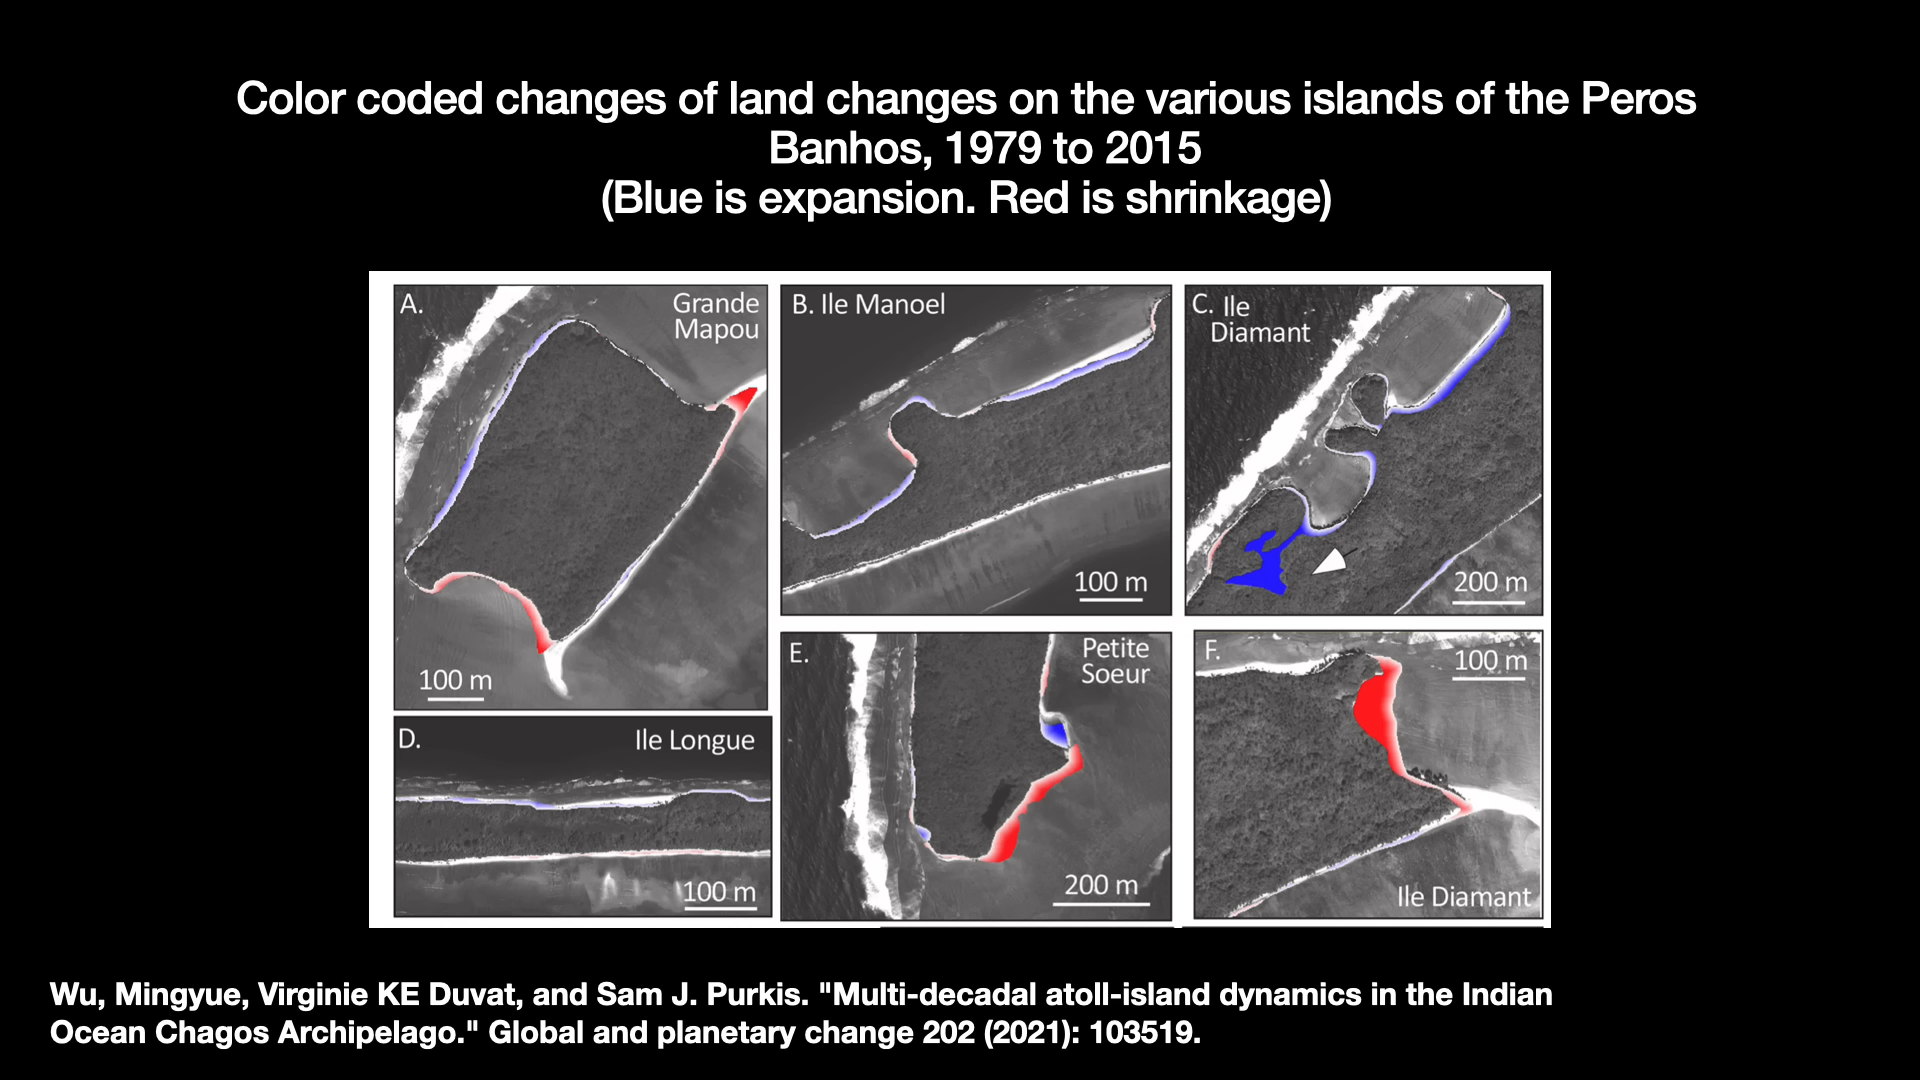 Color coded changes of land changes on the various islands of the Peros
Banhos, 1979 to 2015
(Blue is expansion. Red is shrinkage)
A.
Grande
Mapou
100 m
B. Ile Manoel
100 m
C. Ile
Diamant
200 m
D.
Ile Longue
100 m
E.
Petite
Soeur
200 m
F.
100 m
Ile Diamant
Wu, Mingyue, Virginie KE Duvat, and Sam J. Purkis. "Multi-decadal atoll-island dynamics in the Indian
Ocean Chagos Archipelago." Global and planetary change 202 (2021): 103519.